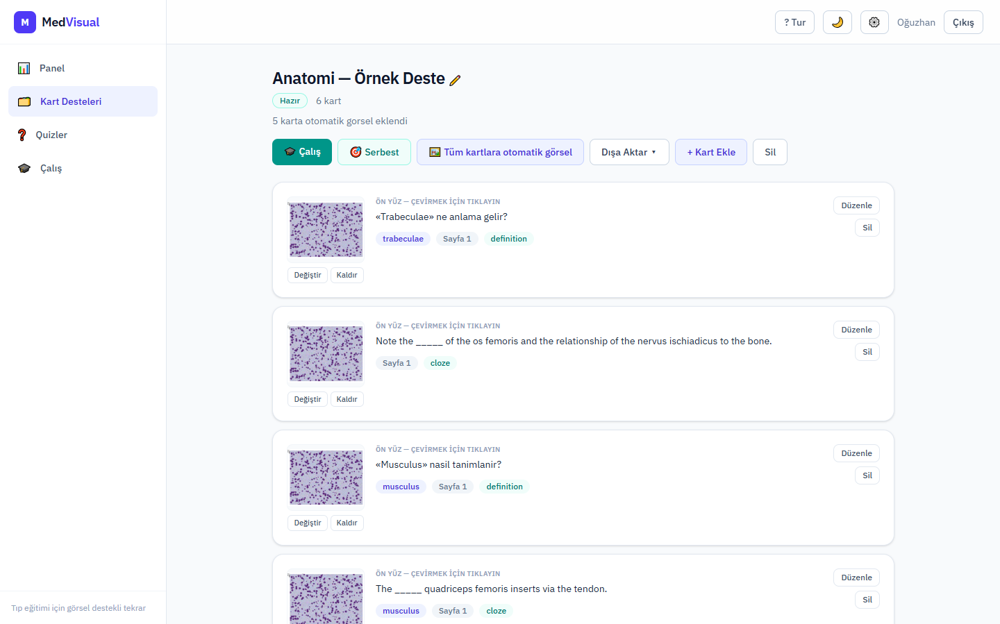 M MedVisual
? Tur
Oğuzhan
Çıkış
Panel
Kart Desteleri
Quizler
Çalış
Tıp eğitimi için görsel destekli tekrar
Anatomi — Örnek Deste
Hazır 6 kart
5 karta otomatik gorsel eklendi
Çalış
Serbest
Tüm kartlara otomatik görsel
Dışa Aktar ▾
+ Kart Ekle
Sil
ÖN YÜZ — ÇEVİRMEK İÇİN TIKLAYIN
«Trabeculae» ne anlama gelir?
trabeculae Sayfa 1 definition
Değiştir Kaldır
Düzenle
Sil
ÖN YÜZ — ÇEVİRMEK İÇİN TIKLAYIN
Note the _____ of the os femoris and the relationship of the nervus ischiadicus to the bone.
Sayfa 1 cloze
Değiştir Kaldır
Düzenle
Sil
ÖN YÜZ — ÇEVİRMEK İÇİN TIKLAYIN
«Musculus» nasil tanimlanir?
musculus Sayfa 1 definition
Değiştir Kaldır
Düzenle
Sil
ÖN YÜZ — ÇEVİRMEK İÇİN TIKLAYIN
The _____ quadriceps femoris inserts via the tendon.
musculus Sayfa 1 cloze
Düzenle
Sil